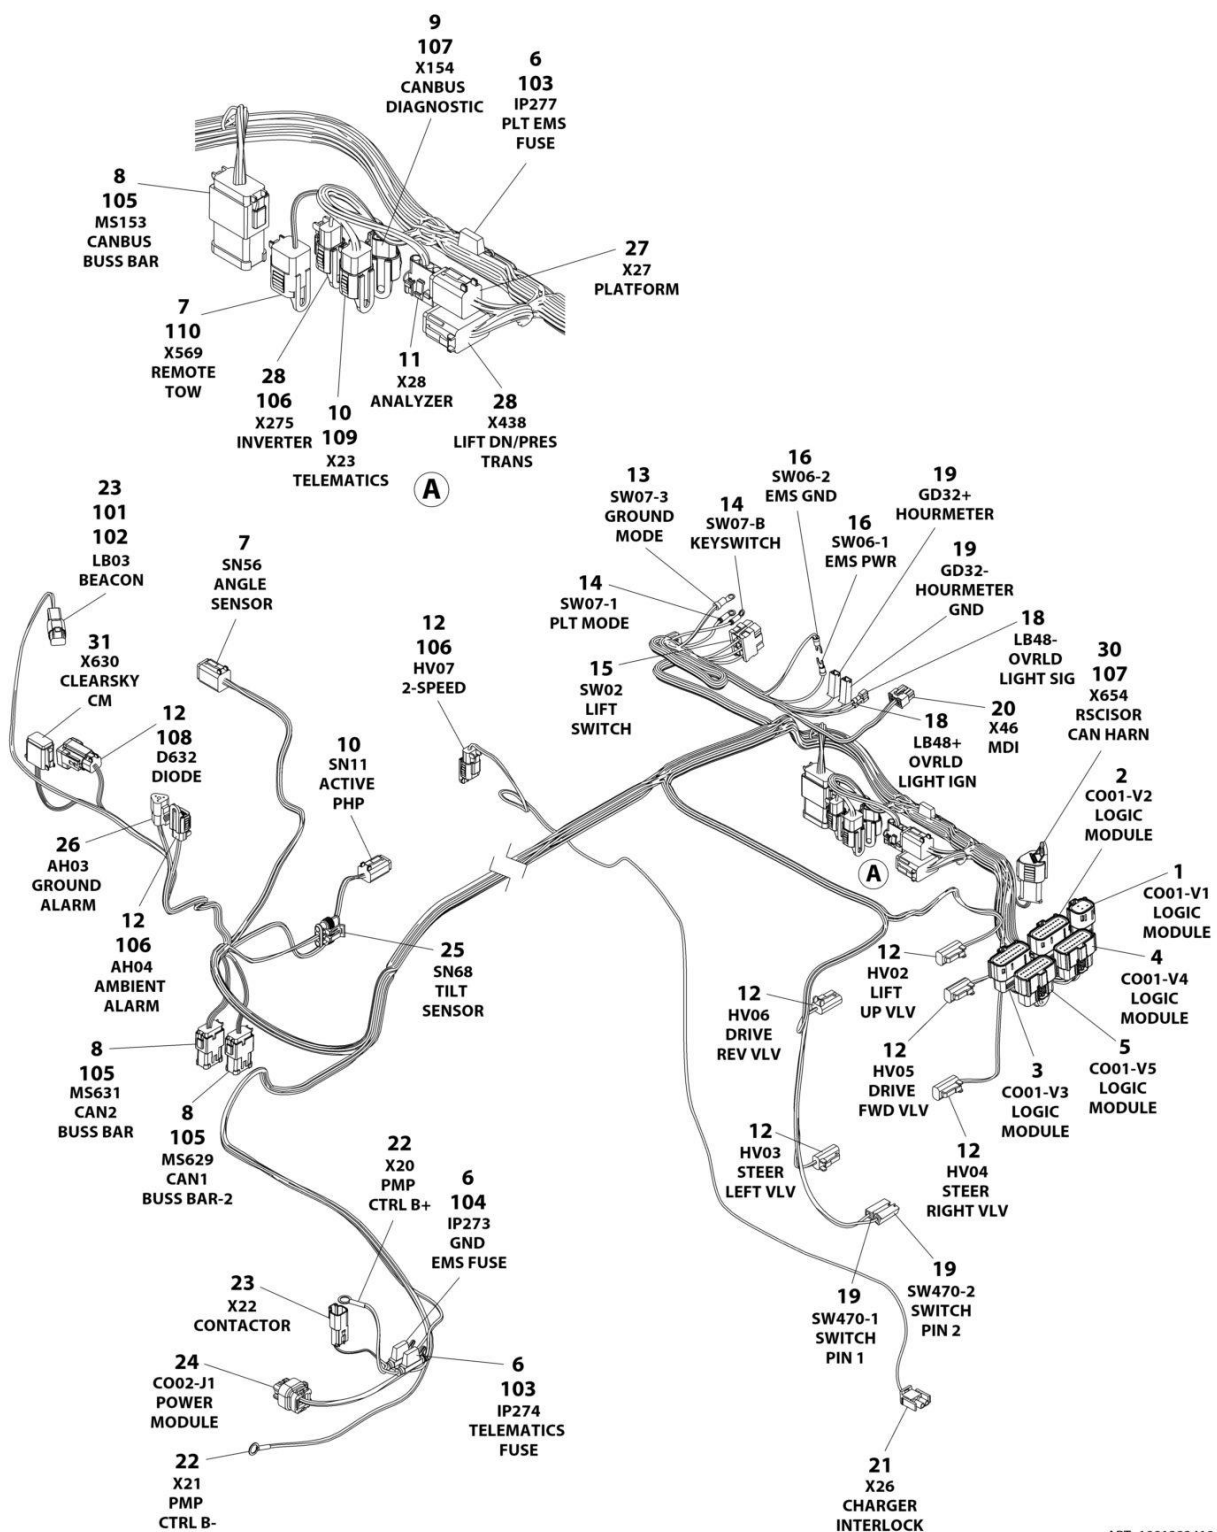 9
107
X154
CANBUS
DIAGNOSTIC
6
103
IP277
PLT EMS
FUSE
8
105
MS153
CANBUS
BUSS BAR
27
X27
PLATFORM
7
110
X569
REMOTE
TOW
28
106
X275
INVERTER
10
109
X23
TELEMATICS
11
X28
ANALYZER
28
X438
LIFT DN/PRES
TRANS
A
23
101
102
LB03
BEACON
7
SN56
ANGLE
SENSOR
31
X630
CLEARSKY
CM
12
108
D632
DIODE
26
AH03
GROUND
ALARM
12
106
AH04
AMBIENT
ALARM
10
SN11
ACTIVE
PHP
25
SN68
TILT
SENSOR
12
106
HV07
2-SPEED
13
SW07-3
GROUND
MODE
14
SW07-B
KEYSWITCH
14
SW07-1
PLT MODE
15
SW02
LIFT
SWITCH
16
SW06-2
EMS GND
16
SW06-1
EMS PWR
19
GD32+
HOURMETER
19
GD32-
HOURMETER
GND
18
LB48-
OVRLD
LIGHT SIG
18
LB48+
OVRLD
LIGHT IGN
20
X46
MDI
30
107
X654
RSCISOR
CAN HARN
2
CO01-V2
LOGIC
MODULE
1
CO01-V1
LOGIC
MODULE
4
CO01-V4
LOGIC
MODULE
5
CO01-V5
LOGIC
MODULE
3
CO01-V3
LOGIC
MODULE
A
12
HV02
LIFT
UP VLV
12
HV06
DRIVE
REV VLV
12
HV05
DRIVE
FWD VLV
12
HV03
STEER
LEFT VLV
12
HV04
STEER
RIGHT VLV
8
105
MS631
CAN2
BUSS BAR
8
105
MS629
CAN1
BUSS BAR-2
22
X20
PMP
CTRL B+
6
104
IP273
GND
EMS FUSE
23
X22
CONTACTOR
24
CO02-J1
POWER
MODULE
22
X21
PMP
CTRL B-
6
103
IP274
TELEMATICS
FUSE
19
SW470-1
SWITCH
PIN 1
19
SW470-2
SWITCH
PIN 2
21
X26
CHARGER
INTERLOCK